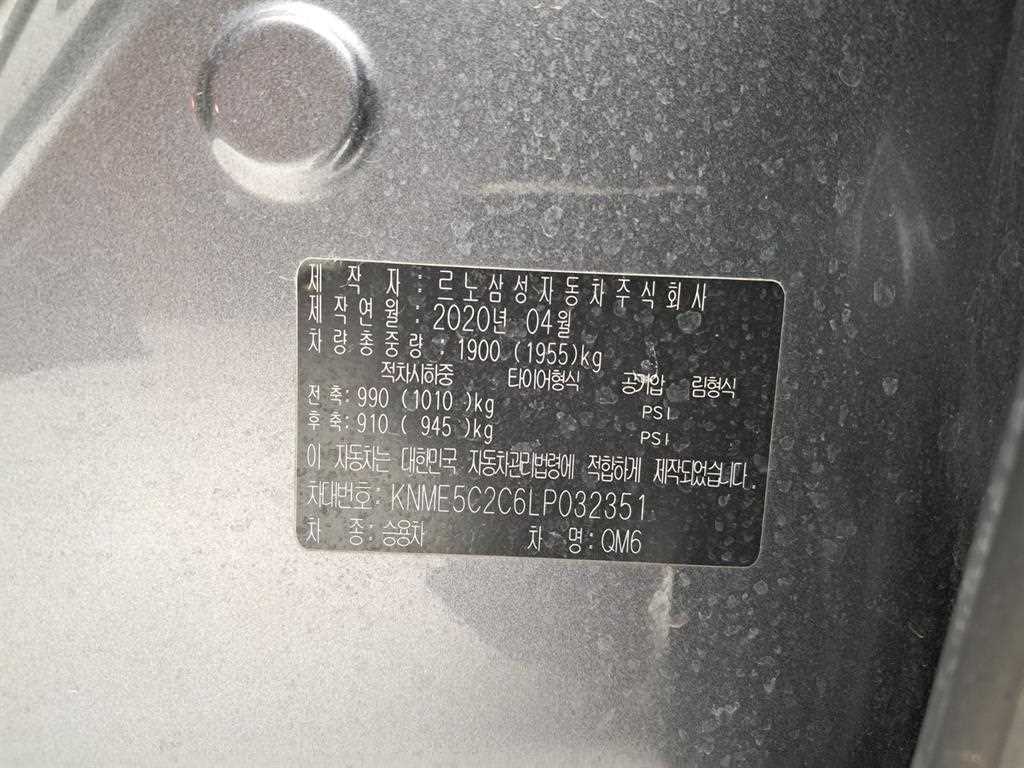 제 작 자 : 르노삼성자동차주식회사
제작연월 : 2020년 04월
차량총중량 : 1900 (1955)kg
적차시하중 타이어형식 공기압 림형식
전축: 990 (1010 )kg PSI
후축: 910 ( 945)kg PSI
이 자동차는 대한민국 자동차관리법령에 적합하게 제작되었습니다.
차대번호: KNME5C2C6LP032351
차 종: 승용차 차 명: QM6